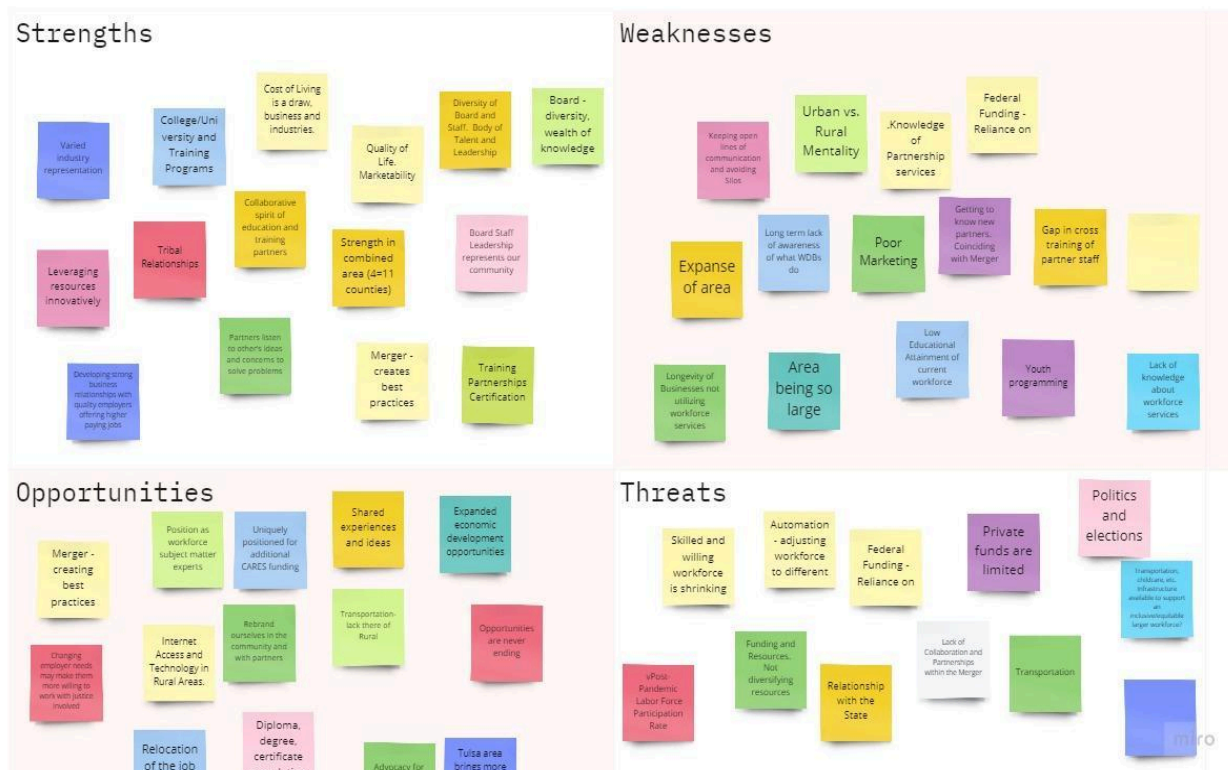 Strengths
Varied
industry
representation
College/Uni
versity and
Training
Programs
Cost of Living
is a draw,
business and
industries.
Quality of
Life.
Marketability
Diversity of
Board and
Staff. Body of
Talent and
Leadership
Board -
diversity,
wealth of
knowledge
Leveraging
resources
innovatively
Tribal
Relationships
Collaborative
spirit of
education and
training
partners
Strength in
combined
area (4=11
counties)
Board Staff
Leadership
represents our
community
Developing strong
business
relationships with
quality employers
offering higher
paying jobs
Partners listen
to other's ideas
and concerns to
solve problems
Merger -
creates
best
practices
Training
Partnerships
Certification
Weaknesses
Keeping open
lines of
communication
and avoiding
Silos
Urban vs.
Rural
Mentality
.Knowledge
of
Partnership
services
Federal
Funding -
Reliance on
Expanse
of area
Long term lack
of awareness
of what WDBs
do
Poor
Marketing
Getting to
know new
partners.
Coinciding
with Merger
Gap in cross
training of
partner staff
Longevity of
Businesses not
utilizing
workforce
services
Area
being so
large
Low
Educational
Attainment of
current
workforce
Youth
programming
Lack of
knowledge
about
workforce
services
Opportunities
Merger -
creating
best
practices
Position as
workforce
subject matter
experts
Uniquely
positioned for
additional
CARES funding
Shared
experiences
and ideas
Expanded
economic
development
opportunities
Changing
employer needs
may make them
more willing to
work with justice
involved
Internet
Access and
Technology in
Rural Areas.
Rebrand
ourselves in the
community and
with partners
Transportation-
lack there of
Rural
Opportunities
are never
ending
Relocation
of the job
Diploma,
degree,
certificate
Advocacy for
Tulsa area
brings more
Threats
Skilled and
willing
workforce
is shrinking
Automation
- adjusting
workforce
to different
Federal
Funding -
Reliance on
Private
funds are
limited
Politics
and
elections
Transportation,
childcare, etc.
Infrastructure
available to support
an
inclusive/equitable
larger workforce?
vPost-
Pandemic
Labor Force
Participation
Rate
Funding and
Resources.
Not
diversifying
resources
Relationship
with the
State
Lack of
Collaboration and
Partnerships
within the Merger
Transportation
miro